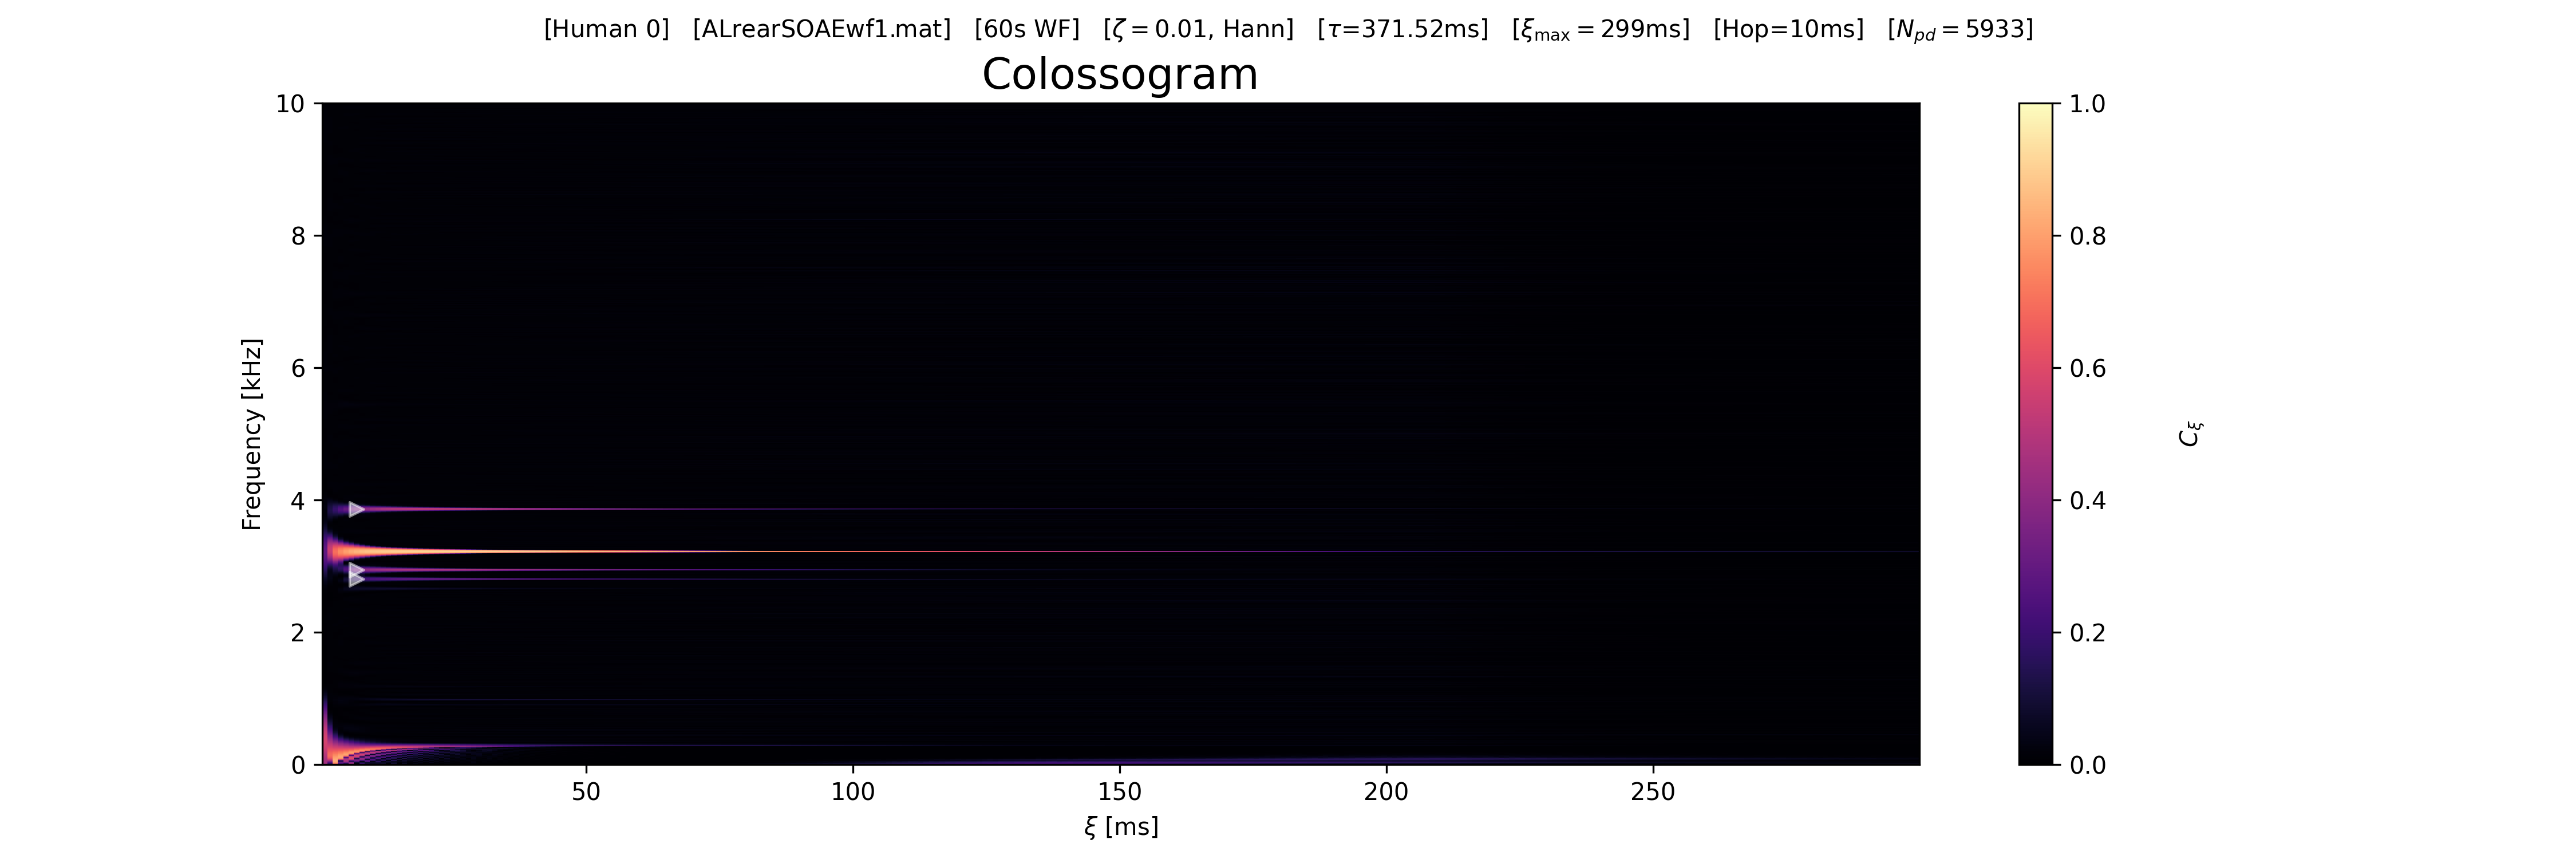 [Human 0] [ALrearSOAEwf1.mat] [60s WF] [ζ = 0.01, Hann] [τ=371.52ms] [ξmax = 299ms] [Hop=10ms] [Npd = 5933]
Colossogram
10
8
6
4
2
0
Frequency [kHz]
50 100 150 200 250
ξ [ms]
1.0
0.8
0.6
0.4
0.2
0.0
Cξ